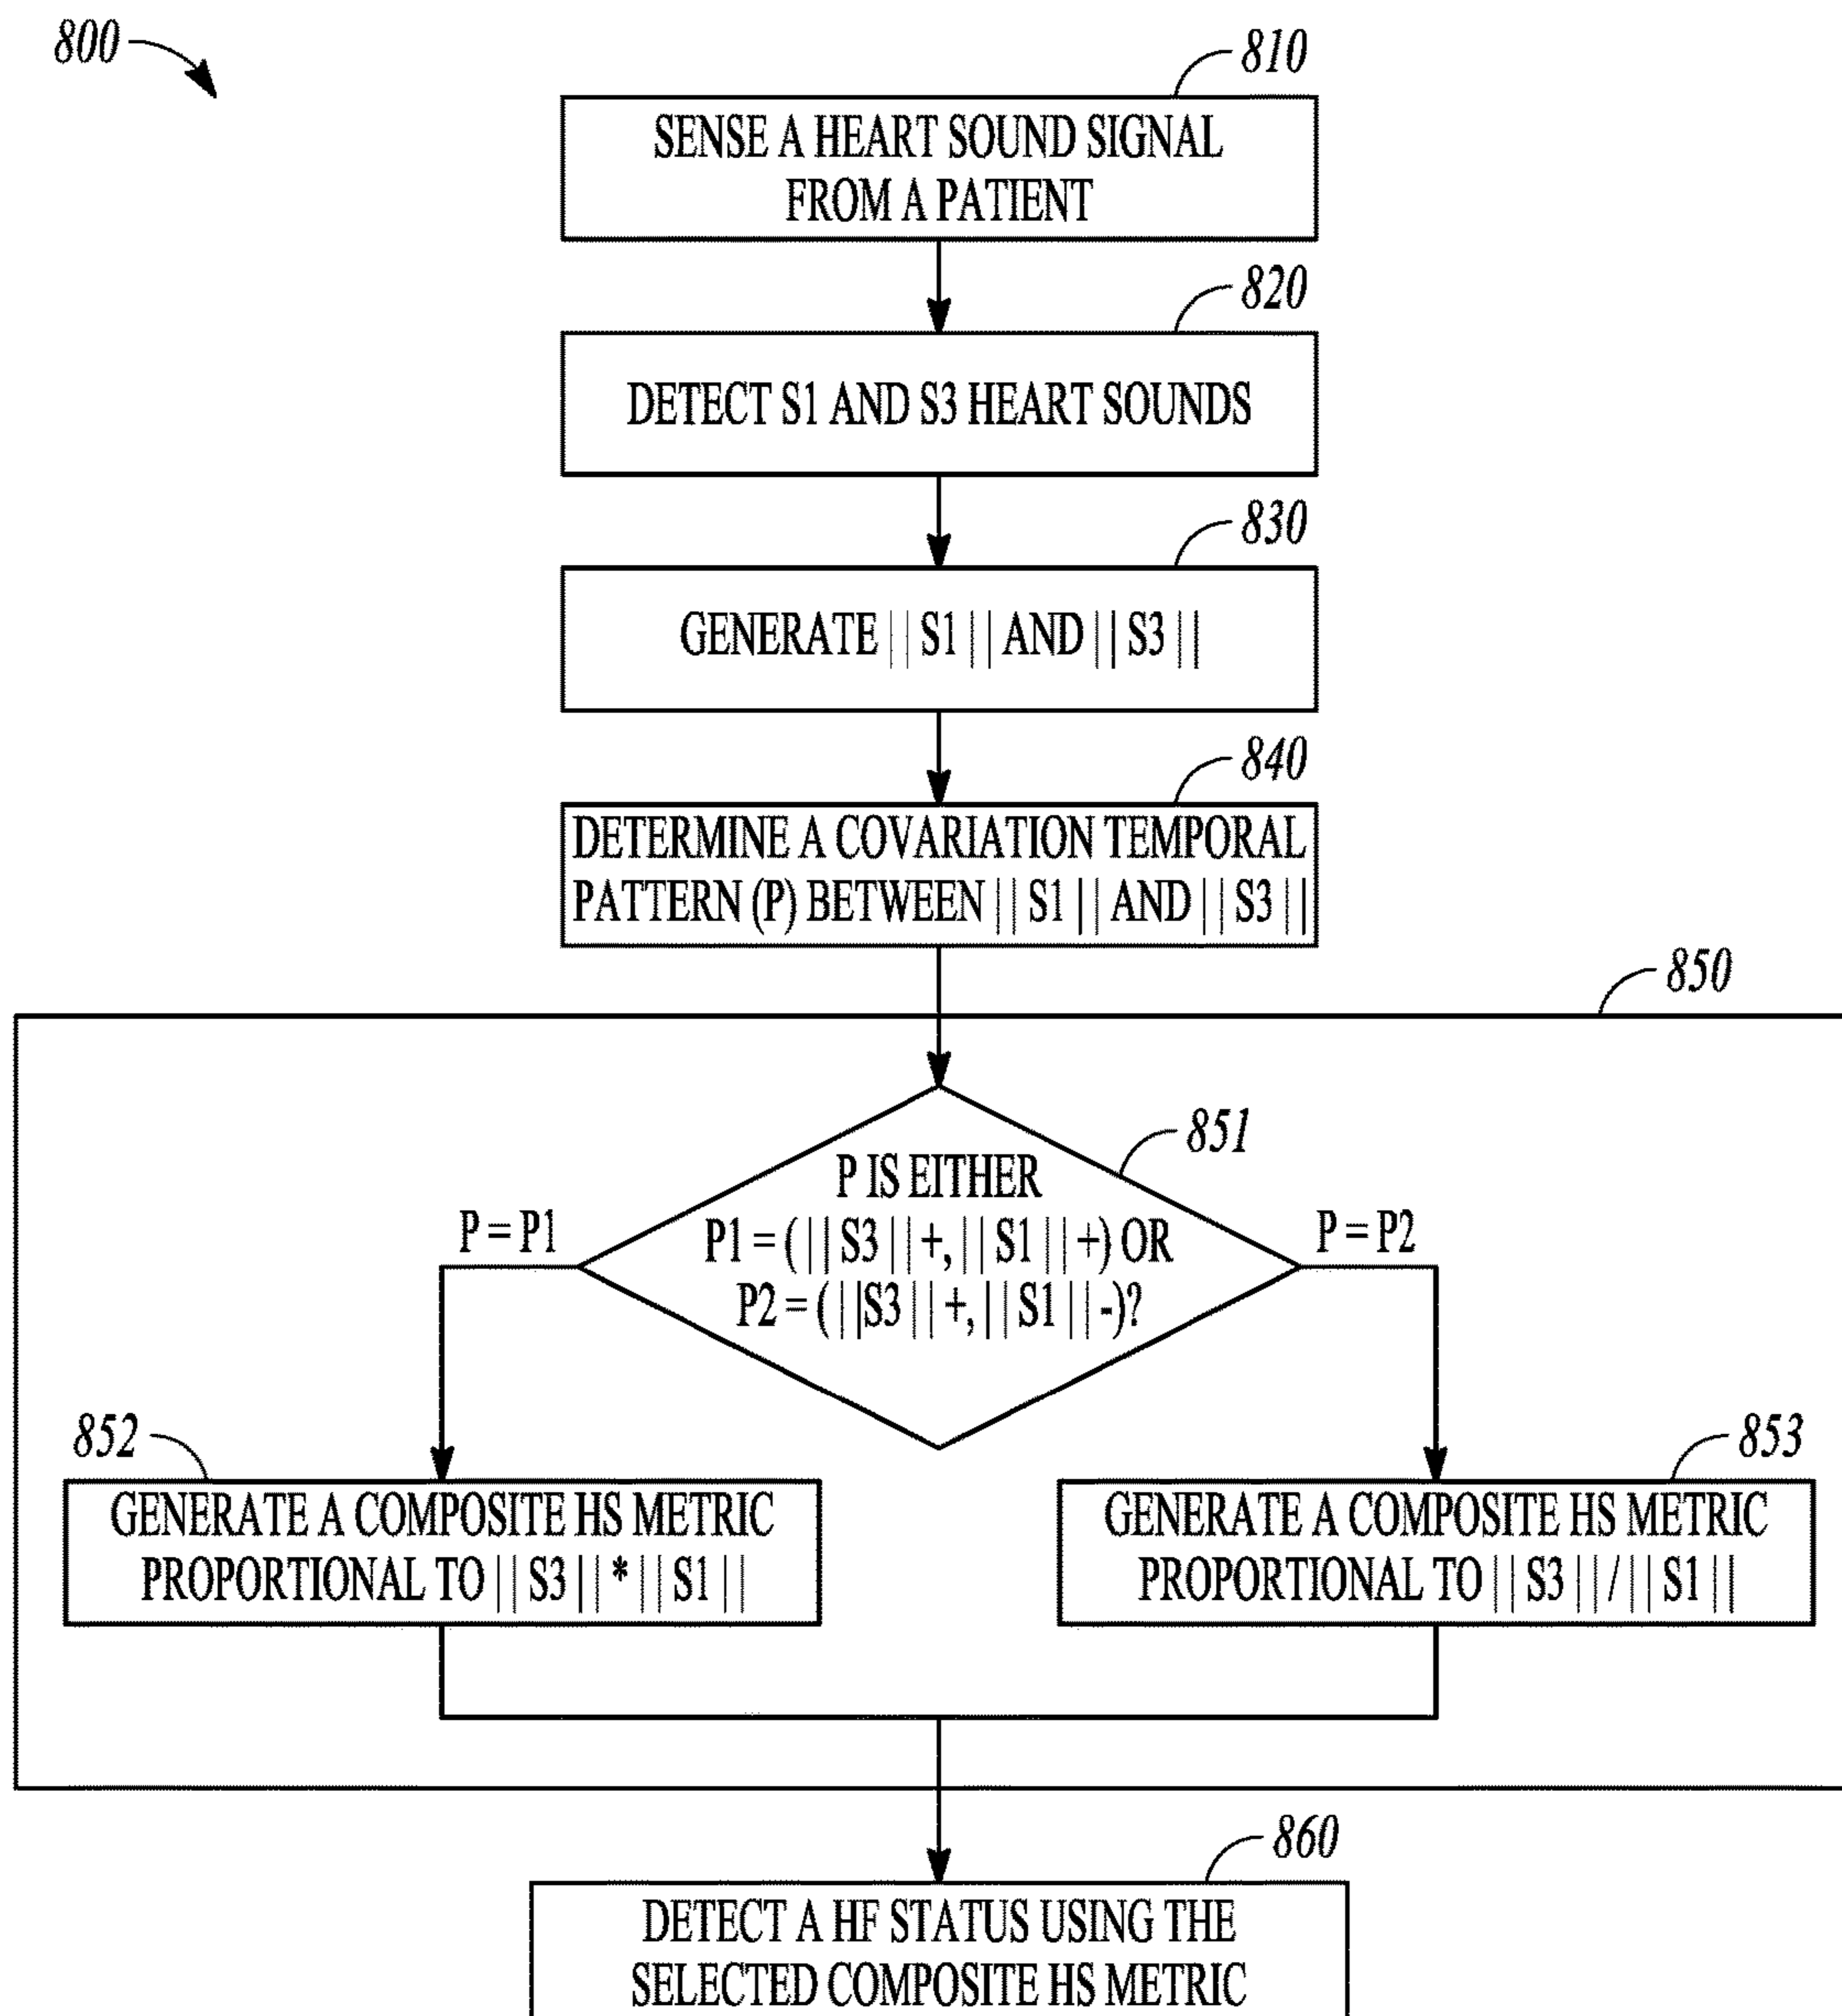 800
810
SENSE A HEART SOUND SIGNAL
FROM A PATIENT
820
DETECT S1 AND S3 HEART SOUNDS
830
GENERATE || S1 || AND || S3 ||
840
DETERMINE A COVARIATION TEMPORAL
PATTERN (P) BETWEEN || S1 || AND || S3 ||
850
851
P IS EITHER
P1 = ( || S3 || +, || S1 || +) OR
P2 = ( ||S3 || +, || S1 || -)?
P = P1
P = P2
852
GENERATE A COMPOSITE HS METRIC
PROPORTIONAL TO || S3 || * || S1 ||
853
GENERATE A COMPOSITE HS METRIC
PROPORTIONAL TO || S3 || / || S1 ||
860
DETECT A HF STATUS USING THE
SELECTED COMPOSITE HS METRIC